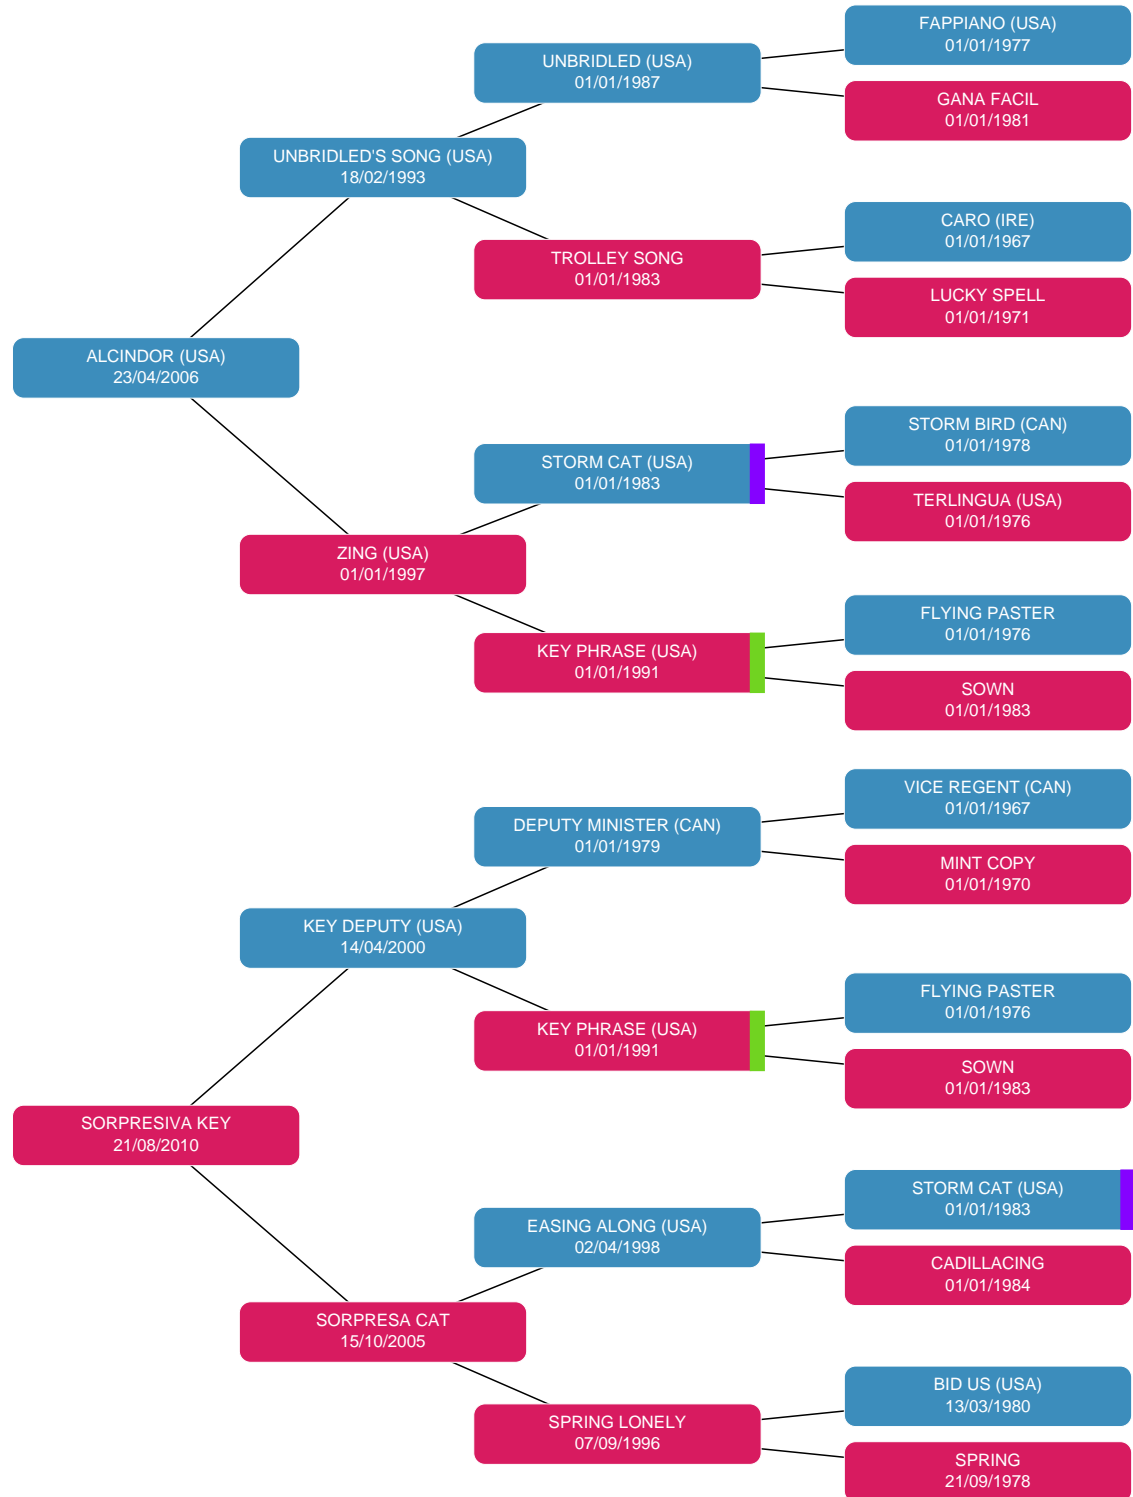 FAPPIANO (USA)
01/01/1977
UNBRIDLED (USA)
01/01/1987
GANA FACIL
01/01/1981
UNBRIDLED'S SONG (USA)
18/02/1993
CARO (IRE)
01/01/1967
TROLLEY SONG
01/01/1983
LUCKY SPELL
01/01/1971
ALCINDOR (USA)
23/04/2006
STORM BIRD (CAN)
01/01/1978
STORM CAT (USA)
01/01/1983
TERLINGUA (USA)
01/01/1976
ZING (USA)
01/01/1997
FLYING PASTER
01/01/1976
KEY PHRASE (USA)
01/01/1991
SOWN
01/01/1983
VICE REGENT (CAN)
01/01/1967
DEPUTY MINISTER (CAN)
01/01/1979
MINT COPY
01/01/1970
KEY DEPUTY (USA)
14/04/2000
FLYING PASTER
01/01/1976
KEY PHRASE (USA)
01/01/1991
SOWN
01/01/1983
SORPRESIVA KEY
21/08/2010
STORM CAT (USA)
01/01/1983
EASING ALONG (USA)
02/04/1998
CADILLACING
01/01/1984
SORPRESA CAT
15/10/2005
BID US (USA)
13/03/1980
SPRING LONELY
07/09/1996
SPRING
21/09/1978